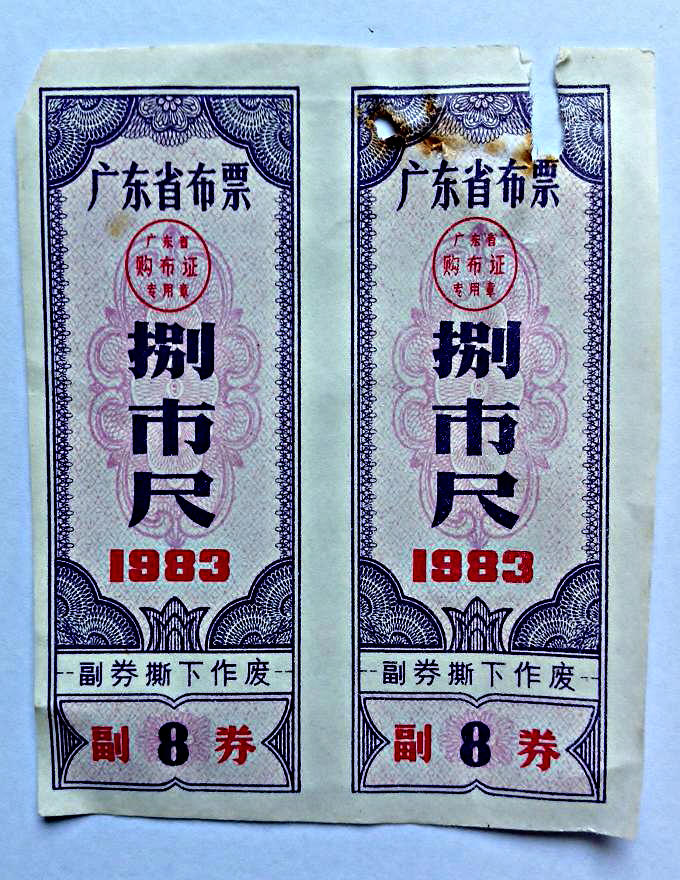 广东省布票
广东省
购布证
专用章
捌市尺
1983
副券撕下作废
副 8 券
广东省布票
广东省
购布证
专用章
捌市尺
1983
副券撕下作废
副 8 券